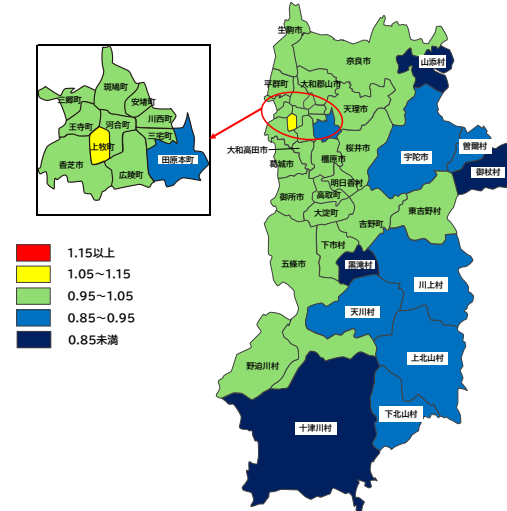 生駒市
奈良市
山添村
平群町
大和郡山市
天理市
三郷町
斑鳩町
安堵町
川西町
王寺町
河合町
三宅町
上牧町
田原本町
香芝市
広陵町
大和高田市
葛城市
橿原市
桜井市
宇陀市
曽爾村
御杖村
御所市
高取町
明日香村
大淀町
吉野町
東吉野村
下市村
五條市
黒滝村
川上村
天川村
野迫川村
上北山村
下北山村
十津川村
1.15以上
1.05～1.15
0.95～1.05
0.85～0.95
0.85未満